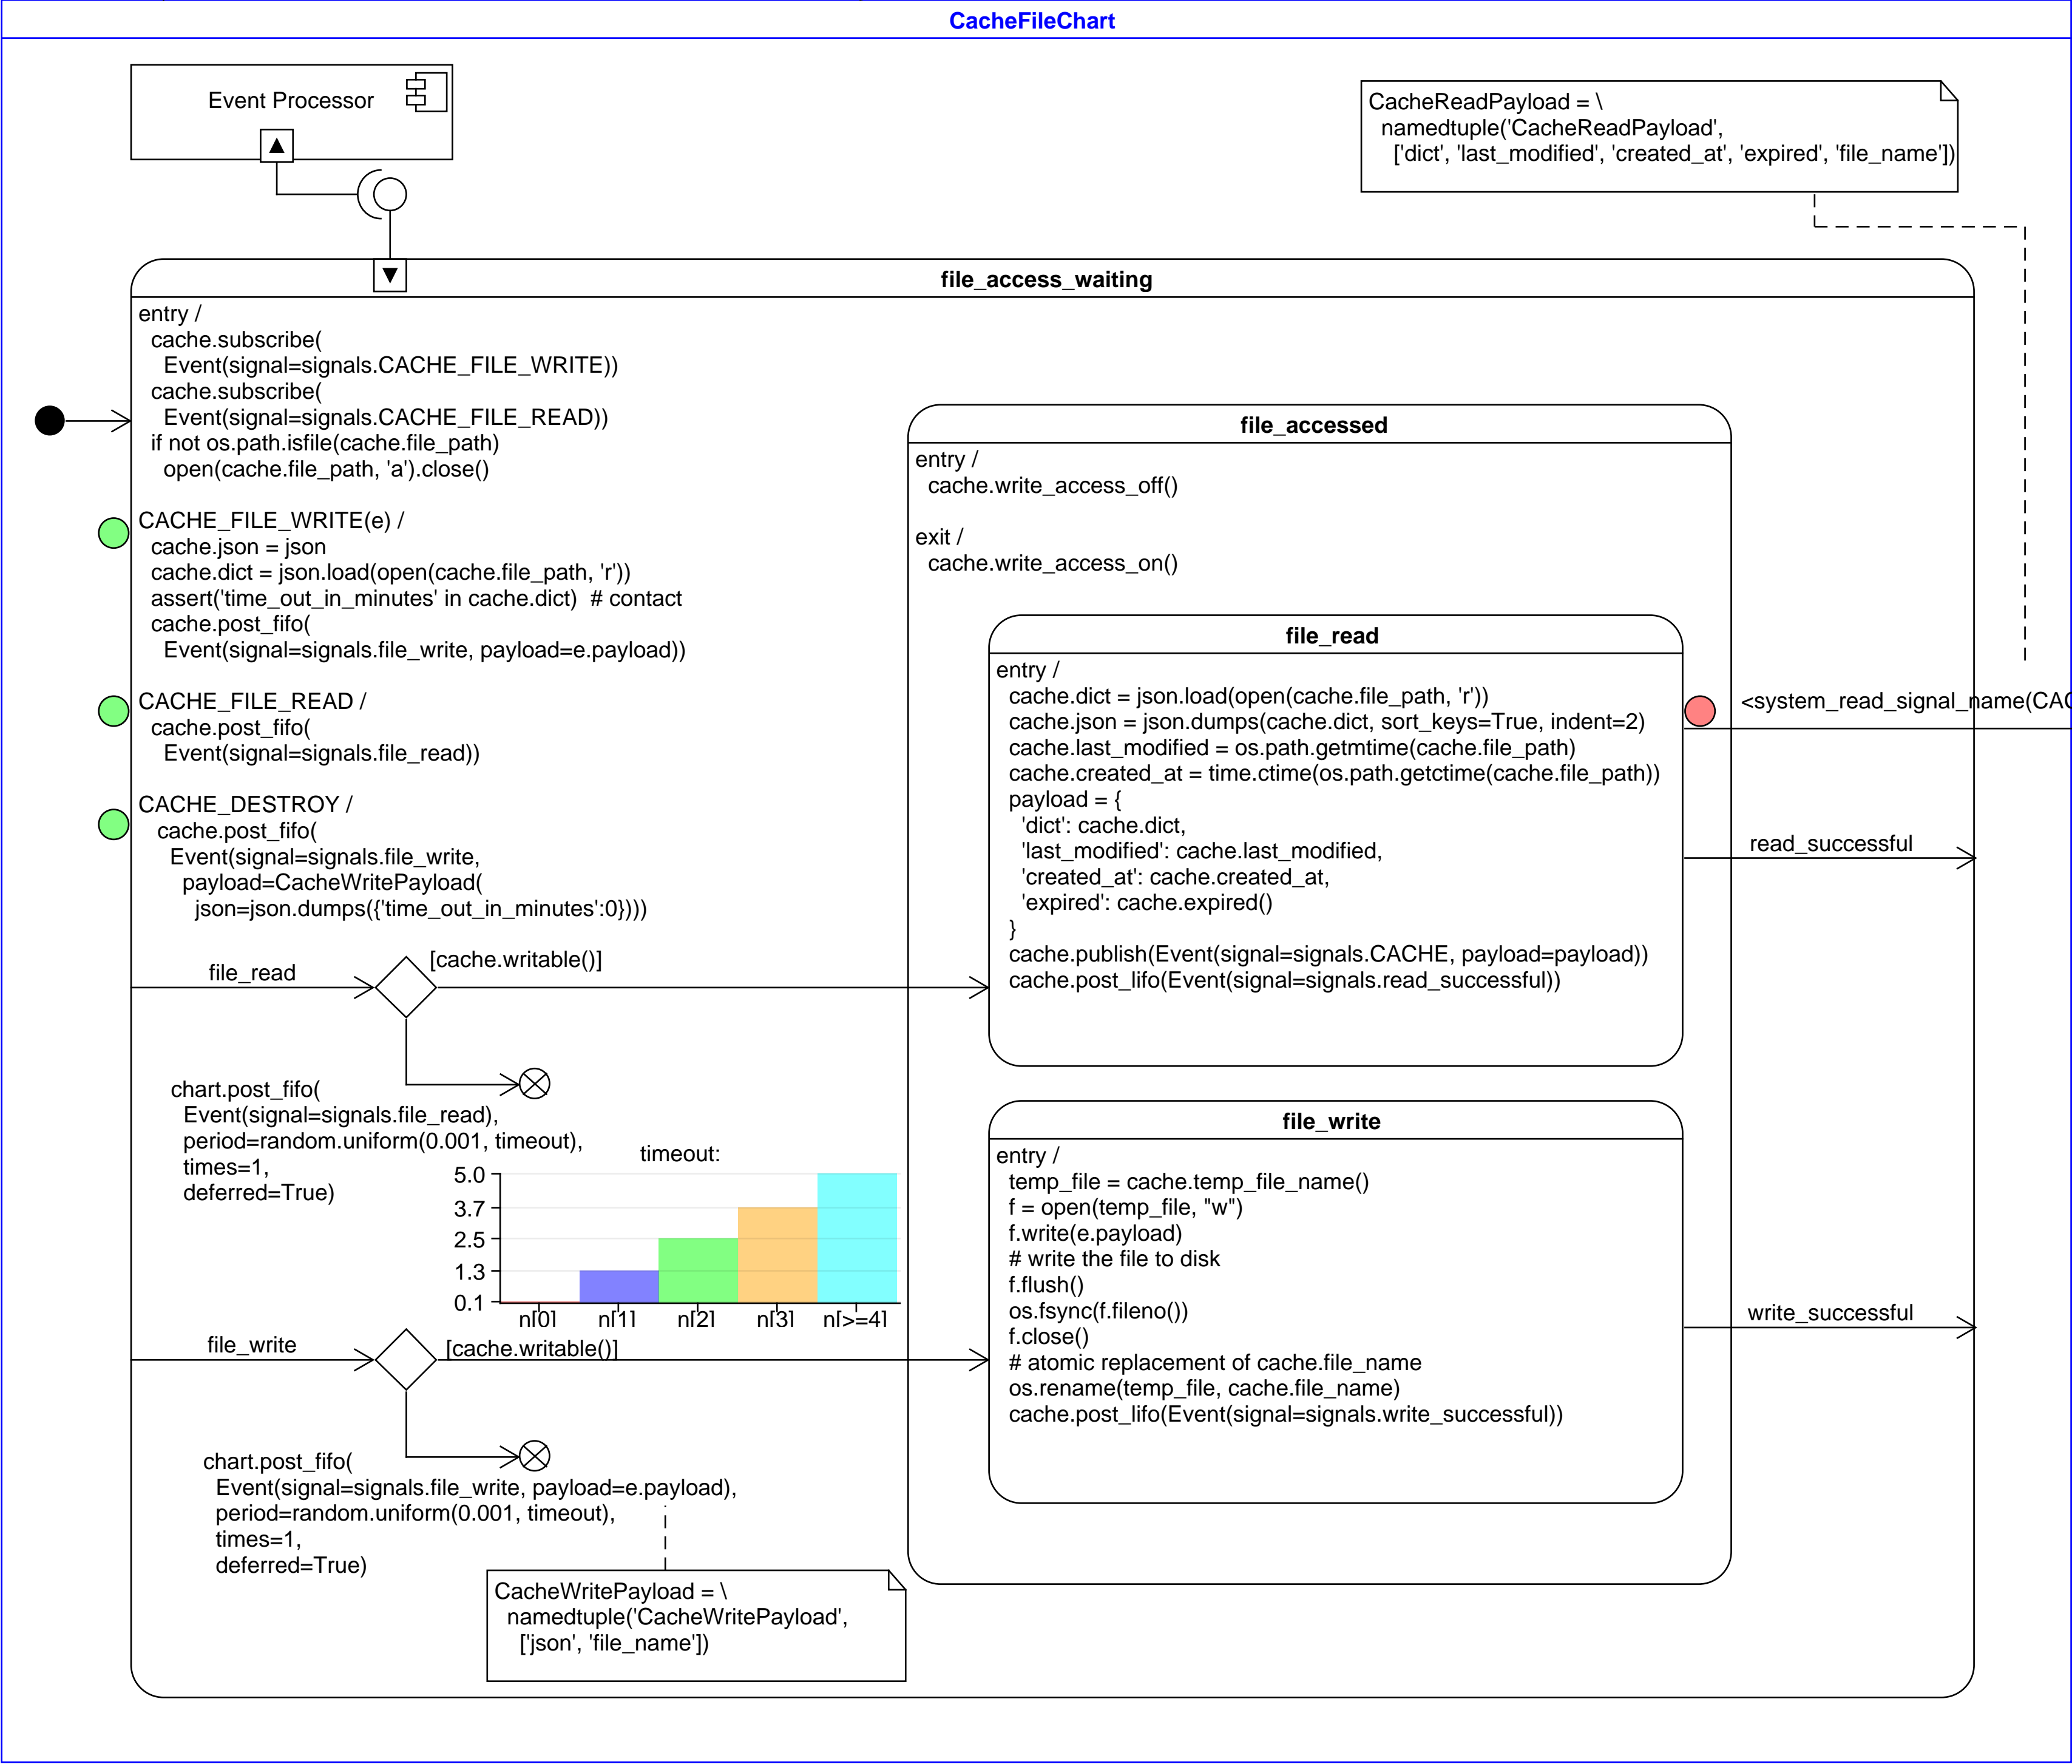 CacheFileChart
Event Processor
CacheReadPayload = \
namedtuple('CacheReadPayload',
['dict', 'last_modified', 'created_at', 'expired', 'file_name'])
file_access_waiting
entry /
cache.subscribe(
Event(signal=signals.CACHE_FILE_WRITE))
cache.subscribe(
Event(signal=signals.CACHE_FILE_READ))
if not os.path.isfile(cache.file_path)
open(cache.file_path, 'a').close()
CACHE_FILE_WRITE(e) /
cache.json = json
cache.dict = json.load(open(cache.file_path, 'r'))
assert('time_out_in_minutes' in cache.dict)  # contact
cache.post_fifo(
Event(signal=signals.file_write, payload=e.payload))
CACHE_FILE_READ /
cache.post_fifo(
Event(signal=signals.file_read))
CACHE_DESTROY /
cache.post_fifo(
Event(signal=signals.file_write,
payload=CacheWritePayload(
json=json.dumps({'time_out_in_minutes':0})))
file_read
[cache.writable()]
chart.post_fifo(
Event(signal=signals.file_read),
period=random.uniform(0.001, timeout),
times=1,
deferred=True)
timeout:
5.0
3.7
2.5
1.3
0.1
n[0]
n[1]
n[2]
n[3]
n[>=4]
file_write
[cache.writable()]
chart.post_fifo(
Event(signal=signals.file_write, payload=e.payload),
period=random.uniform(0.001, timeout),
times=1,
deferred=True)
CacheWritePayload = \
namedtuple('CacheWritePayload',
['json', 'file_name'])
file_accessed
entry /
cache.write_access_off()
exit /
cache.write_access_on()
file_read
entry /
cache.dict = json.load(open(cache.file_path, 'r'))
cache.json = json.dumps(cache.dict, sort_keys=True, indent=2)
cache.last_modified = os.path.getmtime(cache.file_path)
cache.created_at = time.ctime(os.path.getctime(cache.file_path))
payload = {
'dict': cache.dict,
'last_modified': cache.last_modified,
'created_at': cache.created_at,
'expired': cache.expired()
}
cache.publish(Event(signal=signals.CACHE, payload=payload))
cache.post_lifo(Event(signal=signals.read_successful))
<system_read_signal_name(CAC
read_successful
file_write
entry /
temp_file = cache.temp_file_name()
f = open(temp_file, "w")
f.write(e.payload)
# write the file to disk
f.flush()
os.fsync(f.fileno())
f.close()
# atomic replacement of cache.file_name
os.rename(temp_file, cache.file_name)
cache.post_lifo(Event(signal=signals.write_successful))
write_successful